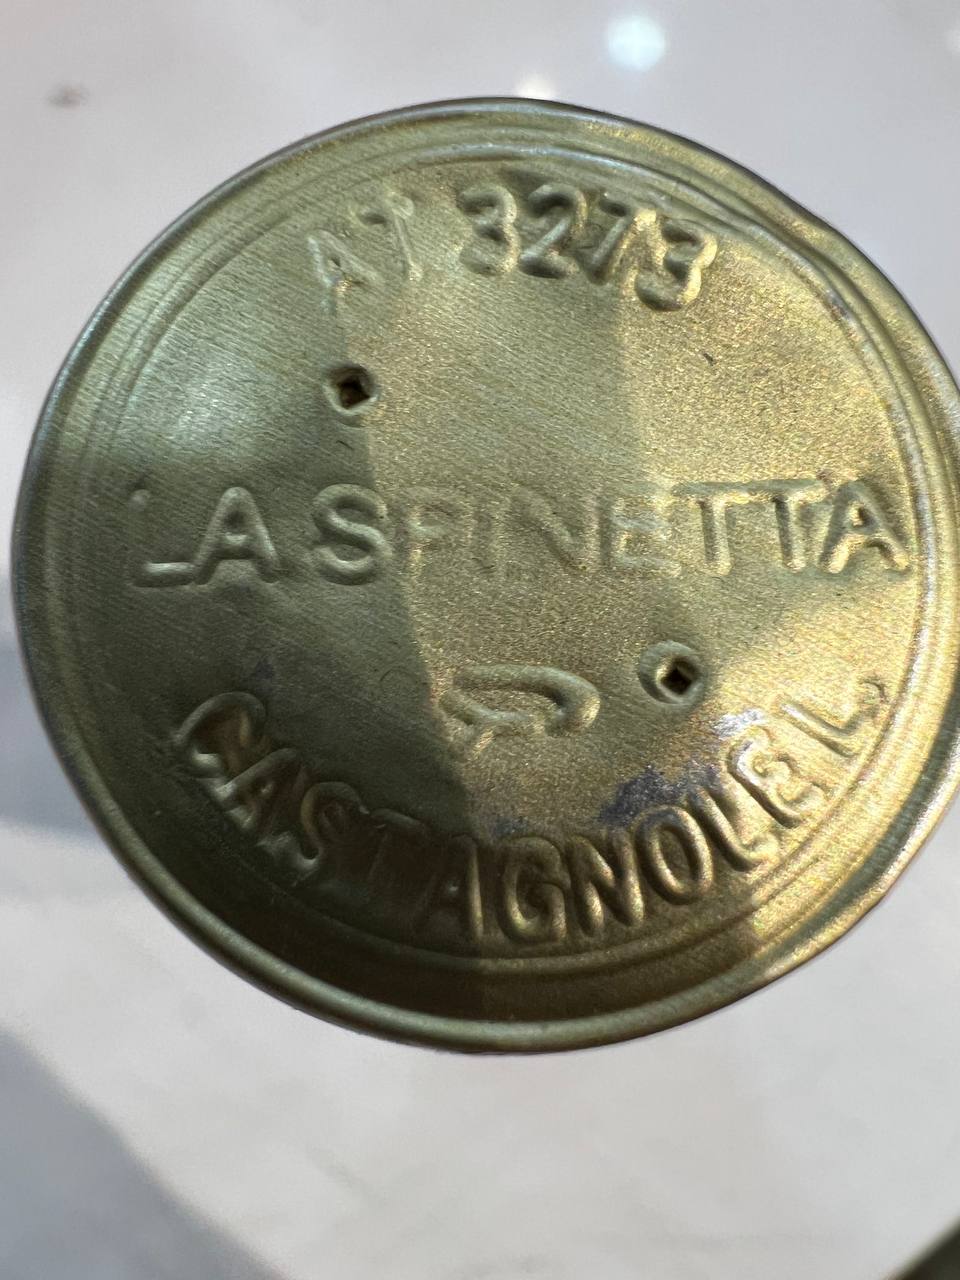 AT 3273
LA SPINETTA
CASTAGNOLE L.